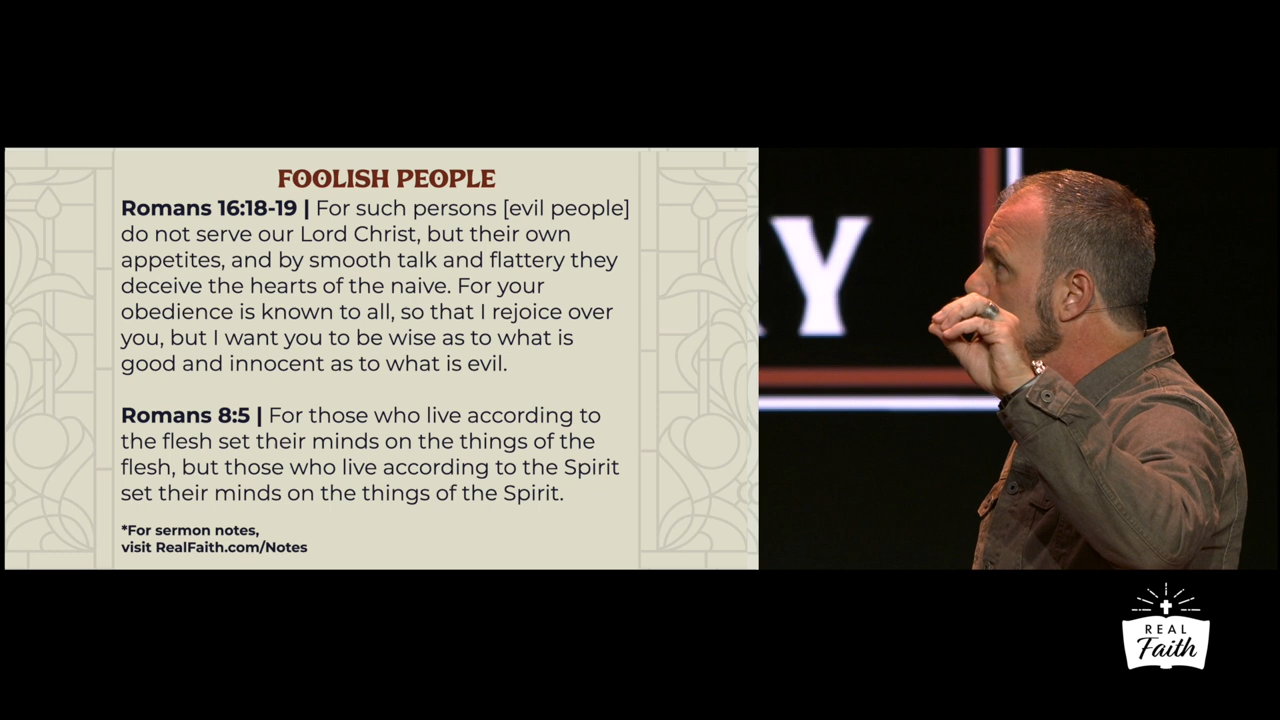 FOOLISH PEOPLE
Romans 16:18-19 | For such persons [evil people]
do not serve our Lord Christ, but their own
appetites, and by smooth talk and flattery they
deceive the hearts of the naive. For your
obedience is known to all, so that I rejoice over
you, but I want you to be wise as to what is
good and innocent as to what is evil.
Romans 8:5 | For those who live according to
the flesh set their minds on the things of the
flesh, but those who live according to the Spirit
set their minds on the things of the Spirit.
*For sermon notes,
visit RealFaith.com/Notes
RY
REAL
Faith